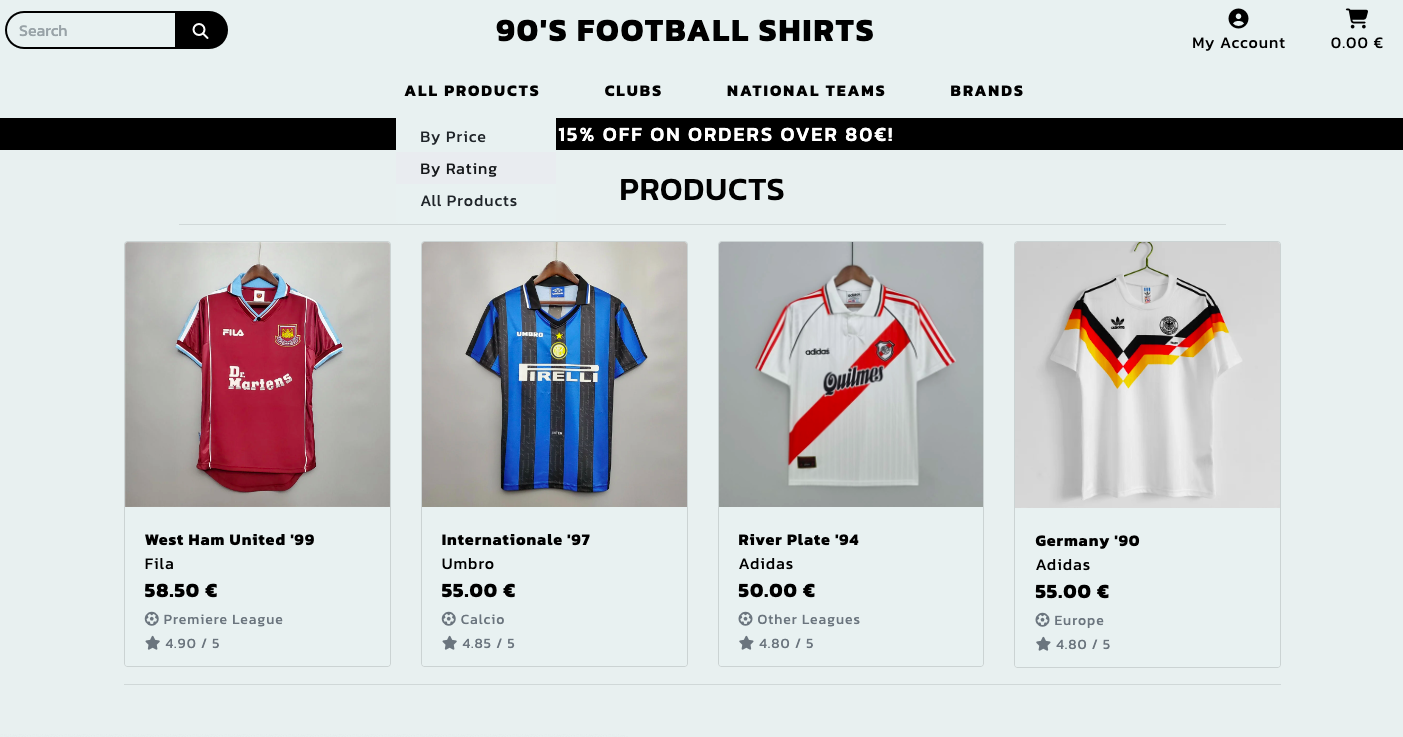 Search
90'S FOOTBALL SHIRTS
My Account
0.00 €
ALL PRODUCTS
CLUBS
NATIONAL TEAMS
BRANDS
15% OFF ON ORDERS OVER 80€!
By Price
By Rating
All Products
PRODUCTS
FILA
Dr.
Martens
UMBRO
PIRELLI
INTER
adidas
Quilmes
adidas
West Ham United '99
Fila
58.50 €
Premiere League
4.90 / 5
Internationale '97
Umbro
55.00 €
Calcio
4.85 / 5
River Plate '94
Adidas
50.00 €
Other Leagues
4.80 / 5
Germany '90
Adidas
55.00 €
Europe
4.80 / 5